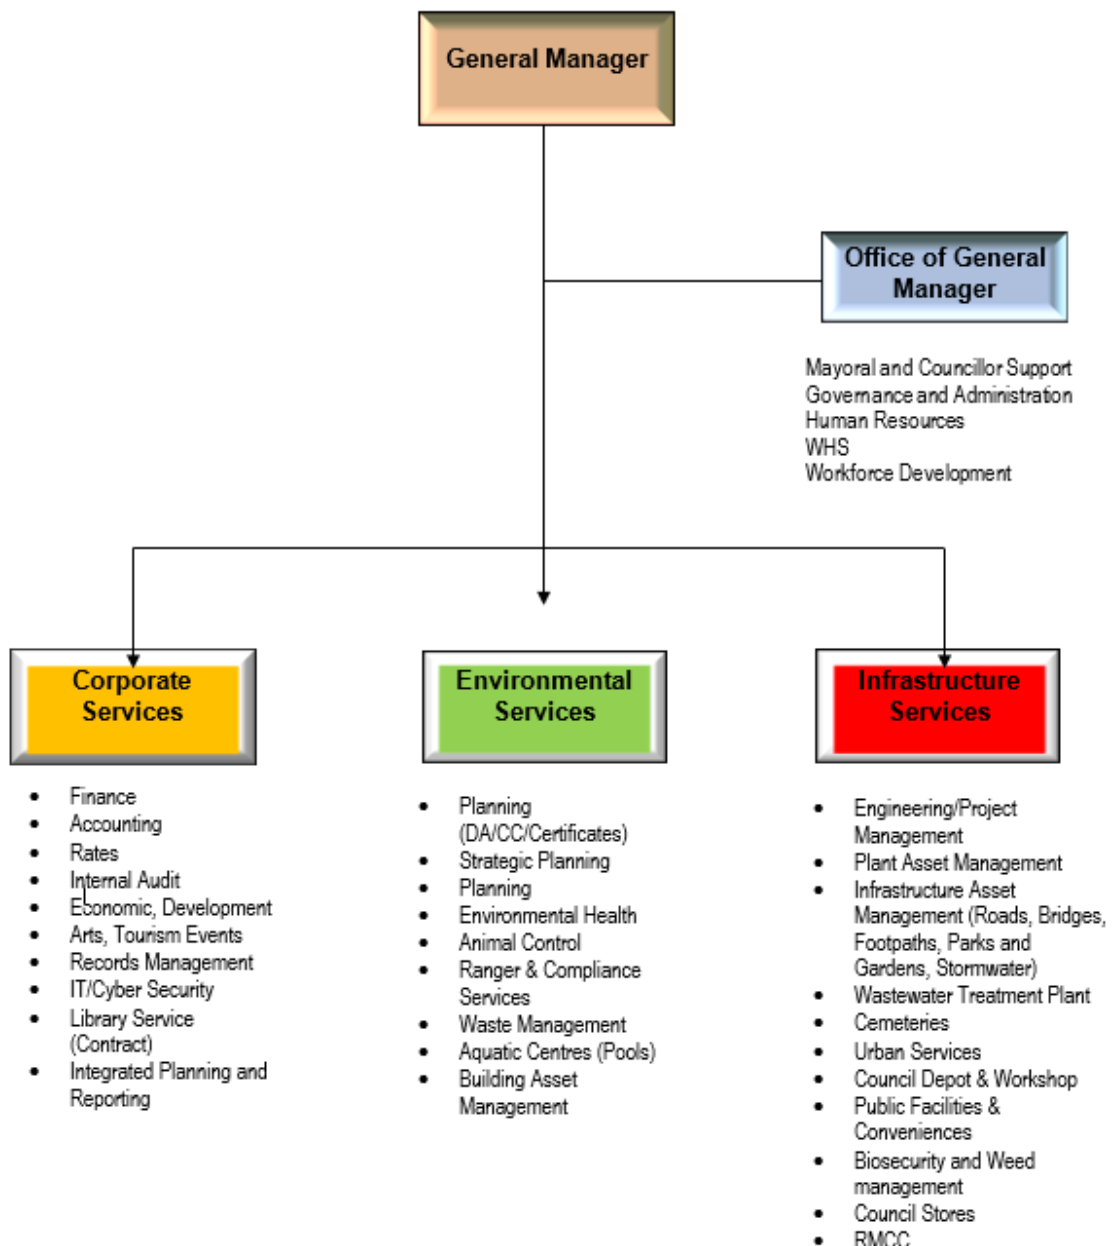 General Manager
Office of General
Manager
Mayoral and Councillor Support
Governance and Administration
Human Resources
WHS
Workforce Development
Corporate
Services
• Finance
• Accounting
• Rates
• Internal Audit
• Economic, Development
• Arts, Tourism Events
• Records Management
• IT/Cyber Security
• Library Service
(Contract)
• Integrated Planning and
Reporting
Environmental
Services
• Planning
(DA/CC/Certificates)
• Strategic Planning
• Planning
• Environmental Health
• Animal Control
• Ranger & Compliance
Services
• Waste Management
• Aquatic Centres (Pools)
• Building Asset
Management
Infrastructure
Services
• Engineering/Project
Management
• Plant Asset Management
• Infrastructure Asset
Management (Roads, Bridges,
Footpaths, Parks and
Gardens, Stormwater)
• Wastewater Treatment Plant
• Cemeteries
• Urban Services
• Council Depot & Workshop
• Public Facilities &
Conveniences
• Biosecurity and Weed
management
• Council Stores
• RMCC